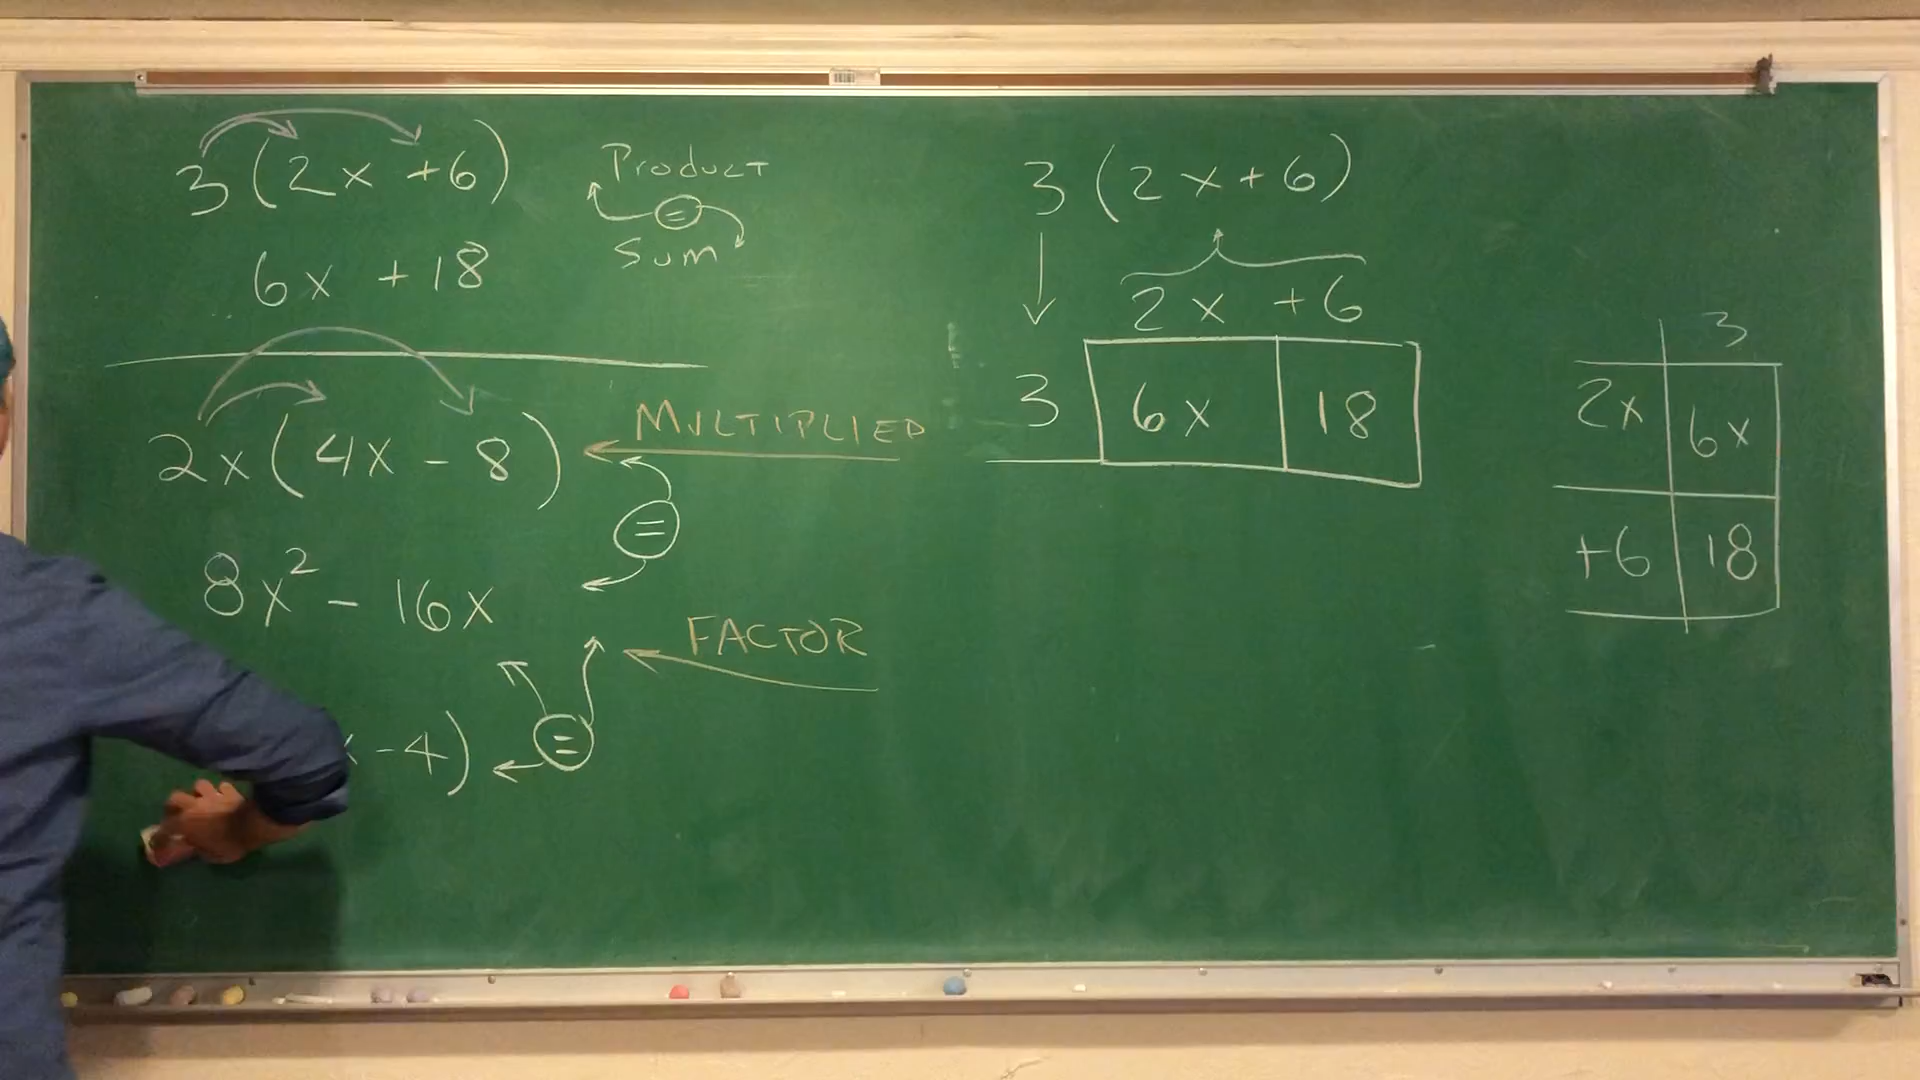 3(2x +6)
6x +18
Product
=
Sum
2x(4x - 8)
MULTIPLIED
=
8x² - 16x
FACTOR
=
-4)
3(2x+6)
2x +6
3 6x 18
3
2x 6x
+6 18